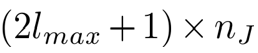 (2l_{max} + 1) × n_J